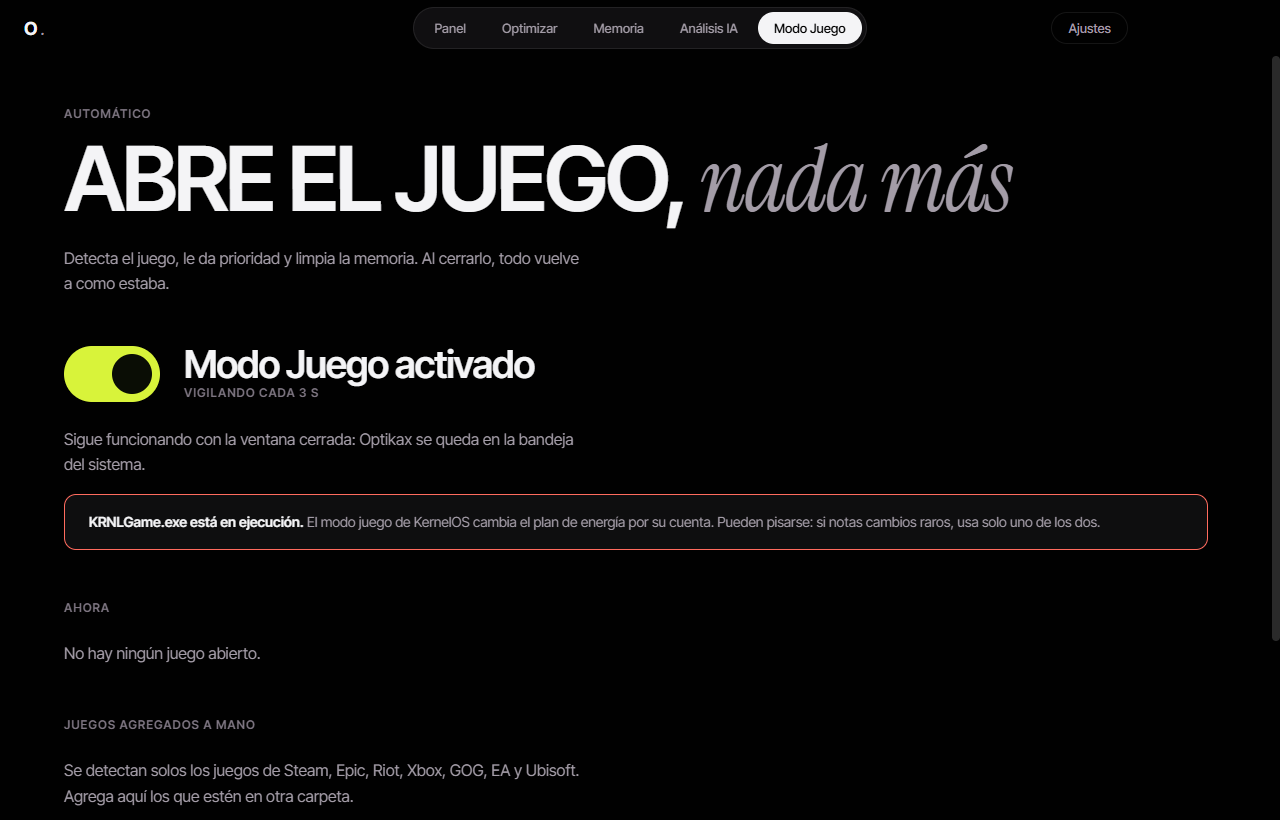 O.
Panel
Optimizar
Memoria
Análisis IA
Modo Juego
Ajustes
AUTOMÁTICO
ABRE EL JUEGO, nada más
Detecta el juego, le da prioridad y limpia la memoria. Al cerrarlo, todo vuelve
a como estaba.
Modo Juego activado
VIGILANDO CADA 3 S
Sigue funcionando con la ventana cerrada: Optikax se queda en la bandeja
del sistema.
KRNLGame.exe está en ejecución. El modo juego de KernelOS cambia el plan de energía por su cuenta. Pueden pisarse: si notas cambios raros, usa solo uno de los dos.
AHORA
No hay ningún juego abierto.
JUEGOS AGREGADOS A MANO
Se detectan solos los juegos de Steam, Epic, Riot, Xbox, GOG, EA y Ubisoft.
Agrega aquí los que estén en otra carpeta.